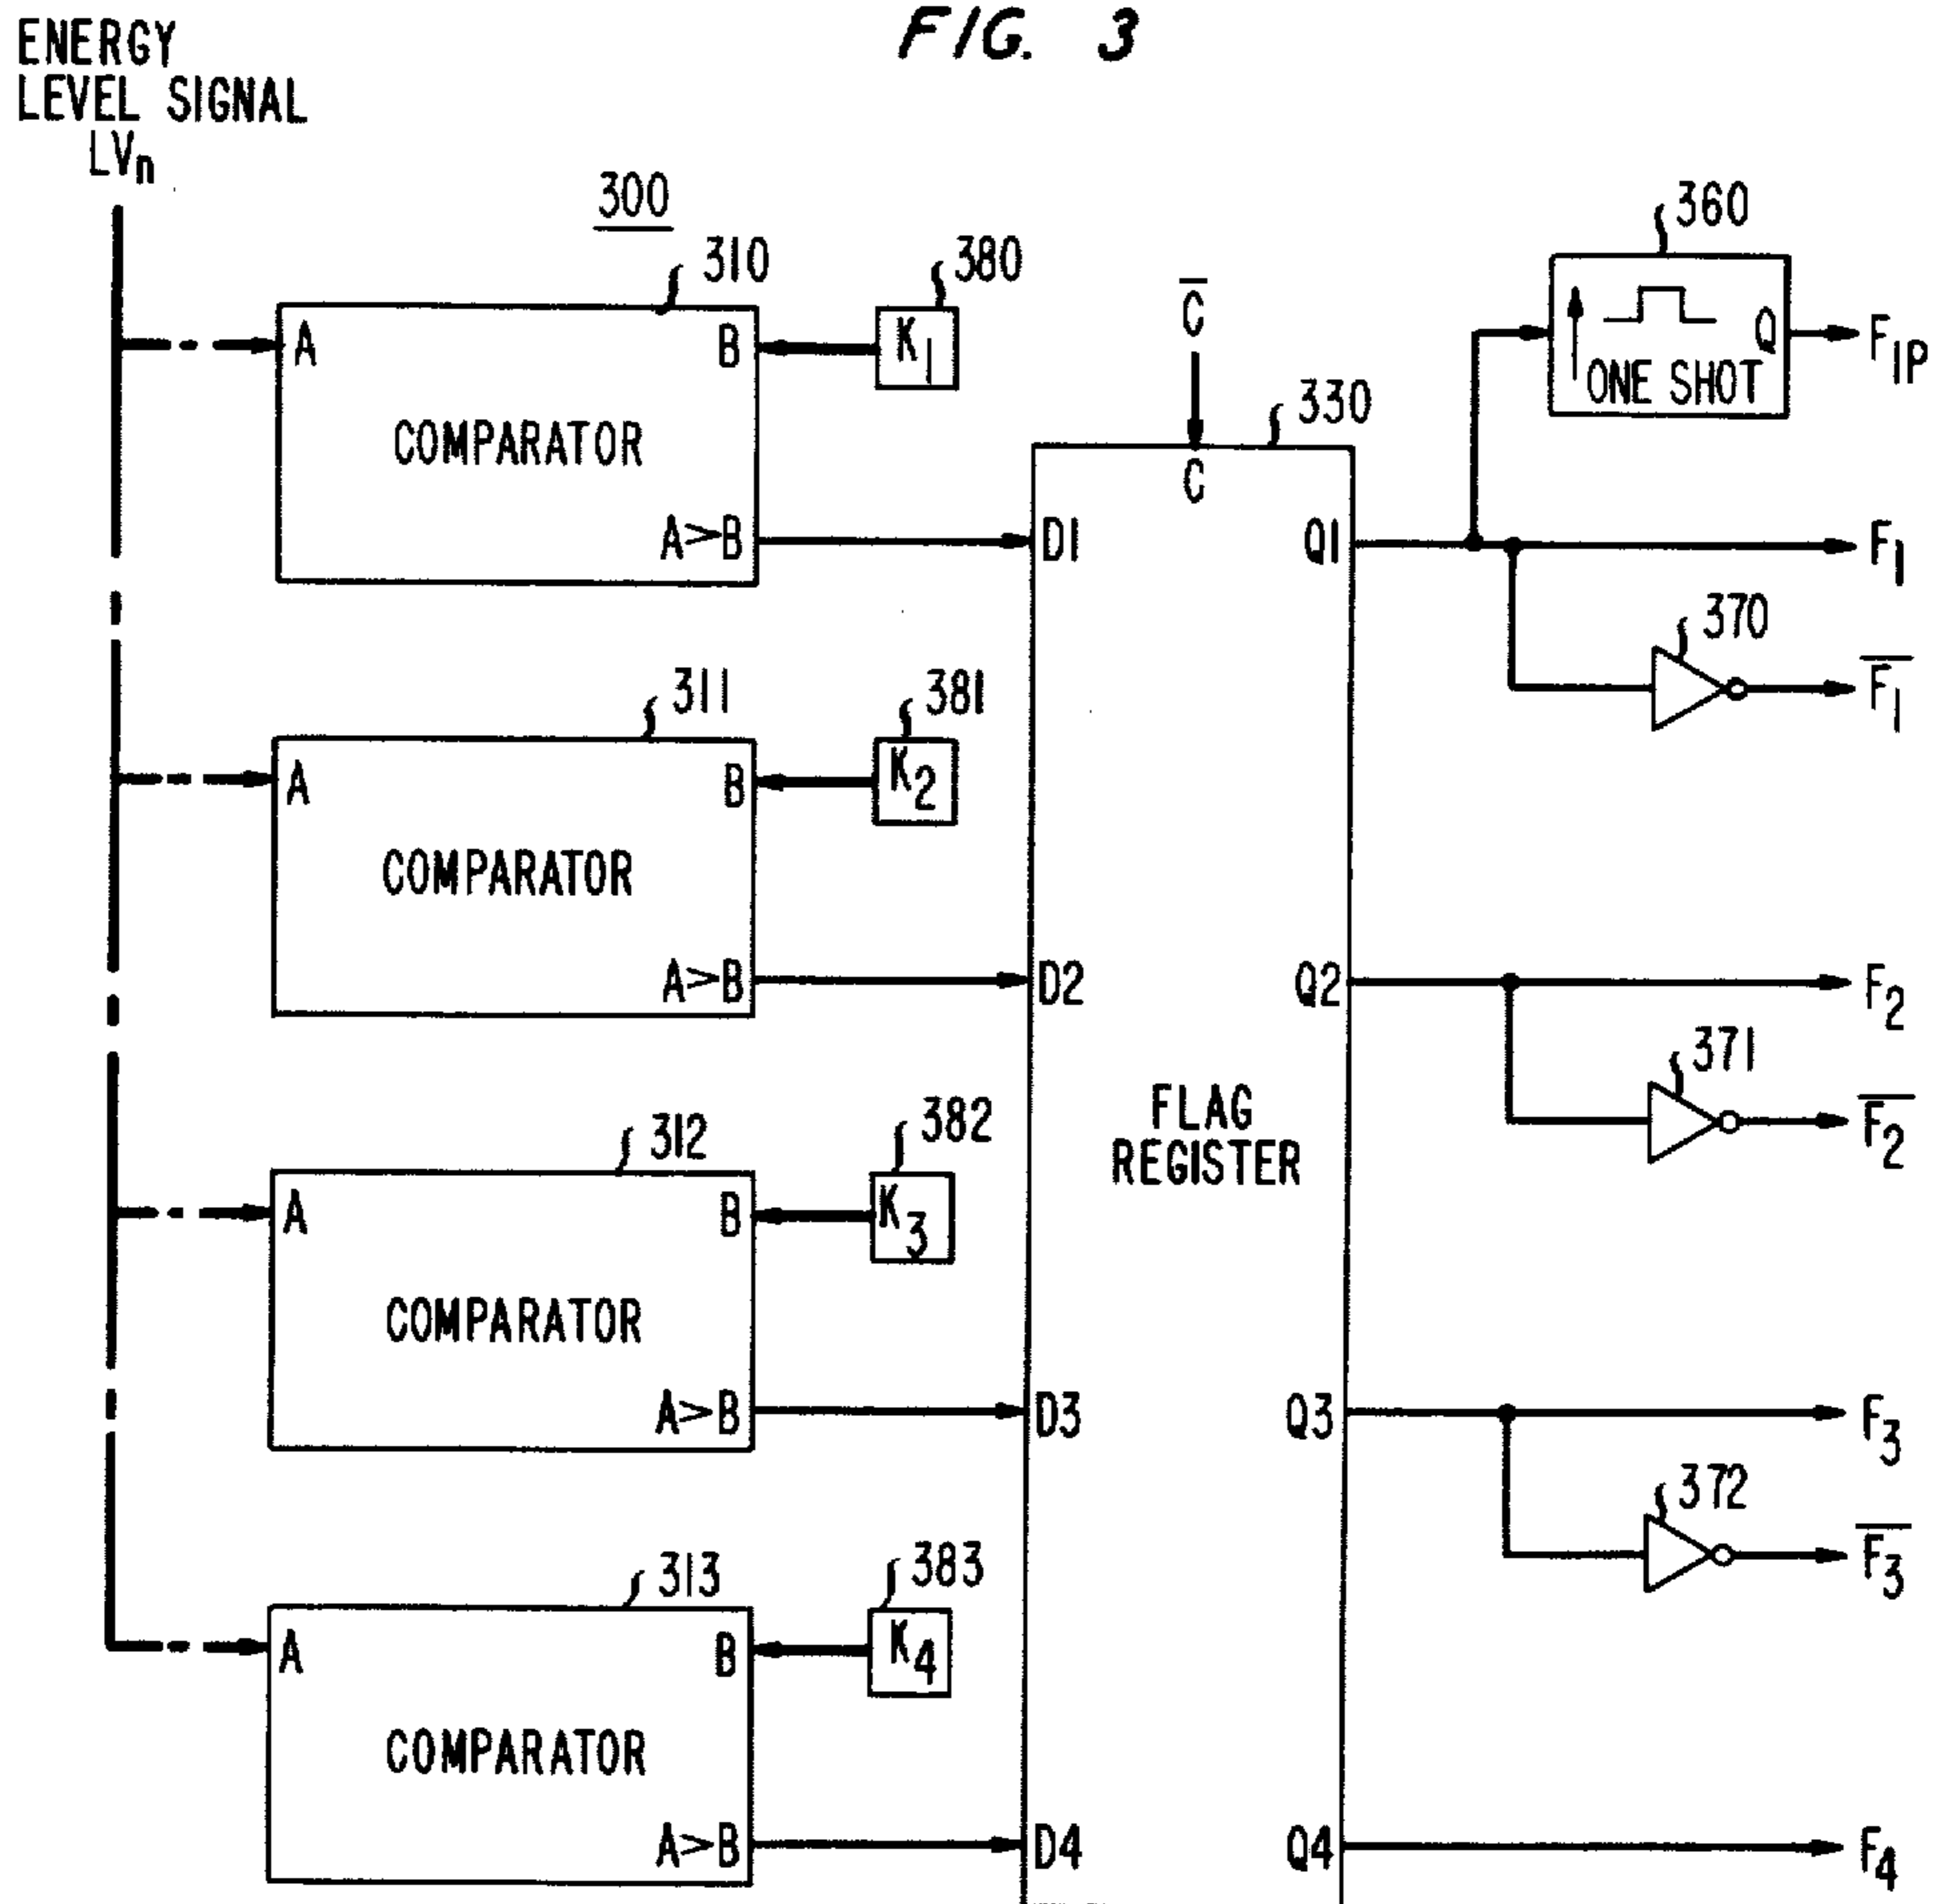 FIG. 3
ENERGY
LEVEL SIGNAL
LVn
300
310
380
A
B
K1
COMPARATOR
A>B
311
381
A
B
K2
COMPARATOR
A>B
312
382
A
B
K3
COMPARATOR
A>B
313
383
A
B
K4
COMPARATOR
A>B
C̅
330
C
D1
Q1
D2
Q2
FLAG
REGISTER
D3
Q3
D4
Q4
360
Q
ONE SHOT
F1P
F1
370
F̅1
F2
371
F̅2
F3
372
F̅3
F4